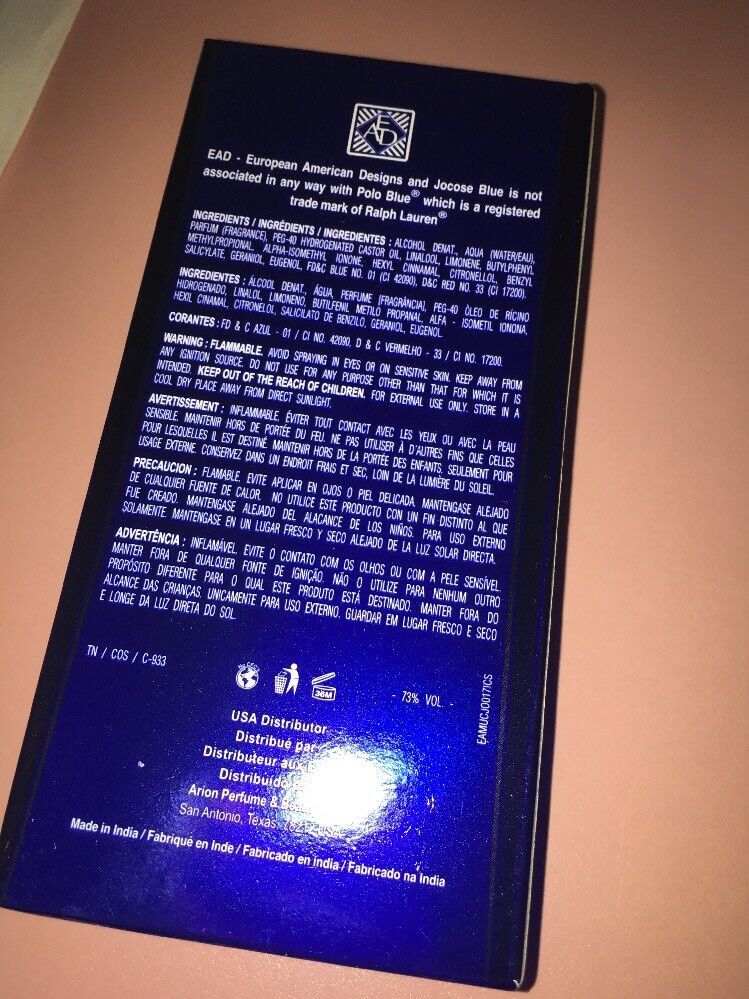 EAD
EAD - European American Designs and Jocose Blue is not
associated in any way with Polo Blue® which is a registered
trade mark of Ralph Lauren®
INGREDIENTS / INGRÉDIENTS / INGREDIENTES : ALCOHOL DENAT., AQUA (WATER/EAU),
PARFUM (FRAGRANCE), PEG-40 HYDROGENATED CASTOR OIL, LINALOOL, LIMONENE, BUTYLPHENYL
METHYLPROPIONAL, ALPHA-ISOMETHYL IONONE, HEXYL CINNAMAL, CITRONELLOL, BENZYL
SALICYLATE, GERANIOL, EUGENOL, FD&C BLUE NO. 01 (CI 42090), D&C RED NO. 33 (CI 17200).
INGREDIENTES : ÁLCOOL DENAT., ÁGUA, PERFUME [FRAGRÂNCIA], PEG-40 ÓLEO DE RÍCINO
HIDROGENADO, LINALOL, LIMONENO, BUTILFENIL METILO PROPANAL, ALFA - ISOMETIL IONONA,
HEXIL CINAMAL, CITRONELOL, SALICILATO DE BENZILO, GERANIOL, EUGENOL.
CORANTES : FD & C AZUL - 01 / CI NO. 42090, D & C VERMELHO - 33 / CI NO. 17200.
WARNING : FLAMMABLE. AVOID SPRAYING IN EYES OR ON SENSITIVE SKIN. KEEP AWAY FROM
ANY IGNITION SOURCE. DO NOT USE FOR ANY PURPOSE OTHER THAN THAT FOR WHICH IT IS
INTENDED. KEEP OUT OF THE REACH OF CHILDREN. FOR EXTERNAL USE ONLY. STORE IN A
COOL DRY PLACE AWAY FROM DIRECT SUNLIGHT.
AVERTISSEMENT : INFLAMMABLE. ÉVITER TOUT CONTACT AVEC LES YEUX OU AVEC LA PEAU
SENSIBLE. MAINTENIR HORS DE PORTÉE DU FEU. NE PAS UTILISER À D'AUTRES FINS QUE CELLES
POUR LESQUELLES IL EST DESTINÉ. MAINTENIR HORS DE LA PORTÉE DES ENFANTS. SEULEMENT POUR
USAGE EXTERNE. CONSERVEZ DANS UN ENDROIT FRAIS ET SEC, LOIN DE LA LUMIÈRE DU SOLEIL.
PRECAUCION : FLAMABLE. EVITE APLICAR EN OJOS O PIEL DELICADA. MANTENGASE ALEJADO
DE CUALQUIER FUENTE DE CALOR. NO UTILICE ESTE PRODUCTO CON UN FIN DISTINTO AL QUE
FUE CREADO. MANTENGASE ALEJADO DEL ALACANCE DE LOS NIÑOS. PARA USO EXTERNO
SOLAMENTE. MANTENGASE EN UN LUGAR FRESCO Y SECO ALEJADO DE LA LUZ SOLAR DIRECTA.
ADVERTÊNCIA : INFLAMÁVEL. EVITE O CONTATO COM OS OLHOS OU COM A PELE SENSÍVEL.
MANTER FORA DE QUALQUER FONTE DE IGNIÇÃO. NÃO O UTILIZE PARA NENHUM OUTRO
PROPÓSITO DIFERENTE PARA O QUAL ESTE PRODUTO ESTÁ DESTINADO. MANTER FORA DO
ALCANCE DAS CRIANÇAS. UNICAMENTE PARA USO EXTERNO. GUARDAR EM LUGAR FRESCO E SECO
E LONGE DA LUZ DIRETA DO SOL.
TN / COS / C-933
36M
- 73% VOL. -
EAMUCJO0017ICS
USA Distributor
Distribué par
Distributeur aux
Distribuido
Arion Perfume &
San Antonio, Texas
Made in India / Fabriqué en Inde / Fabricado en India / Fabricado na India